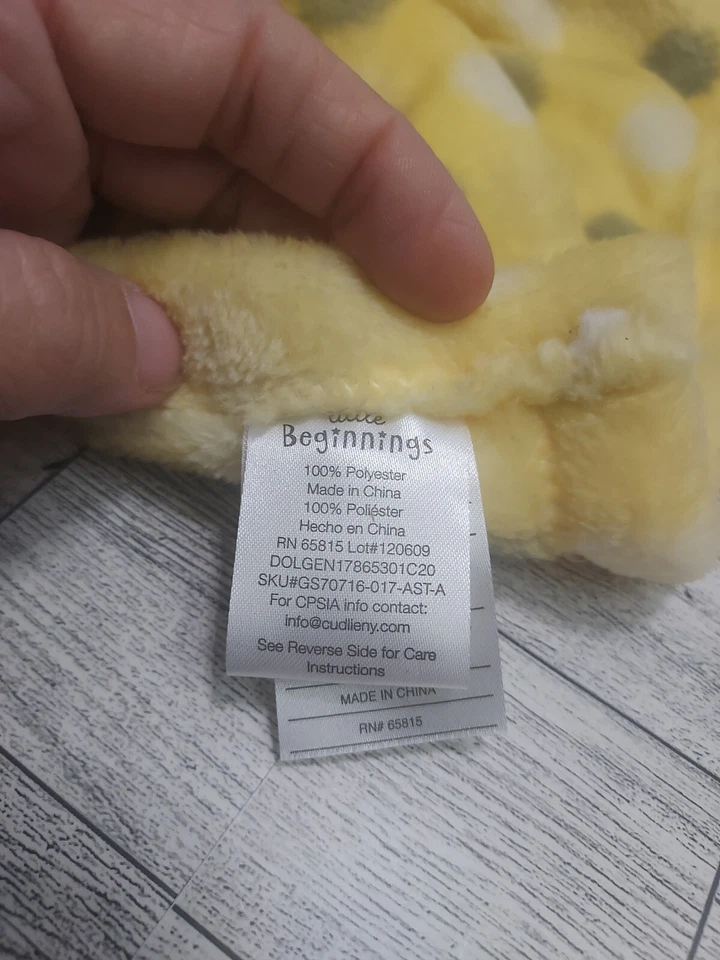 Beginnings
100% Polyester
Made in China
100% Poliéster
Hecho en China
RN 65815 Lot#120609
DOLGEN17865301C20
SKU#GS70716-017-AST-A
For CPSIA info contact:
info@cudlieny.com
See Reverse Side for Care
Instructions
MADE IN CHINA
RN# 65815